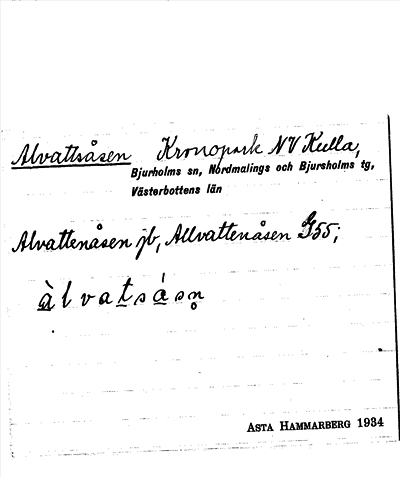 Alvattsåsen Kronopark NV Kulla,
Bjurholms sn, Nordmalings och Bjursholms tg,
Västerbottens län
Alvattenåsen jb, Allvattenåsen G55;
àlvatsåsn̥
ASTA HAMMARBERG 1934